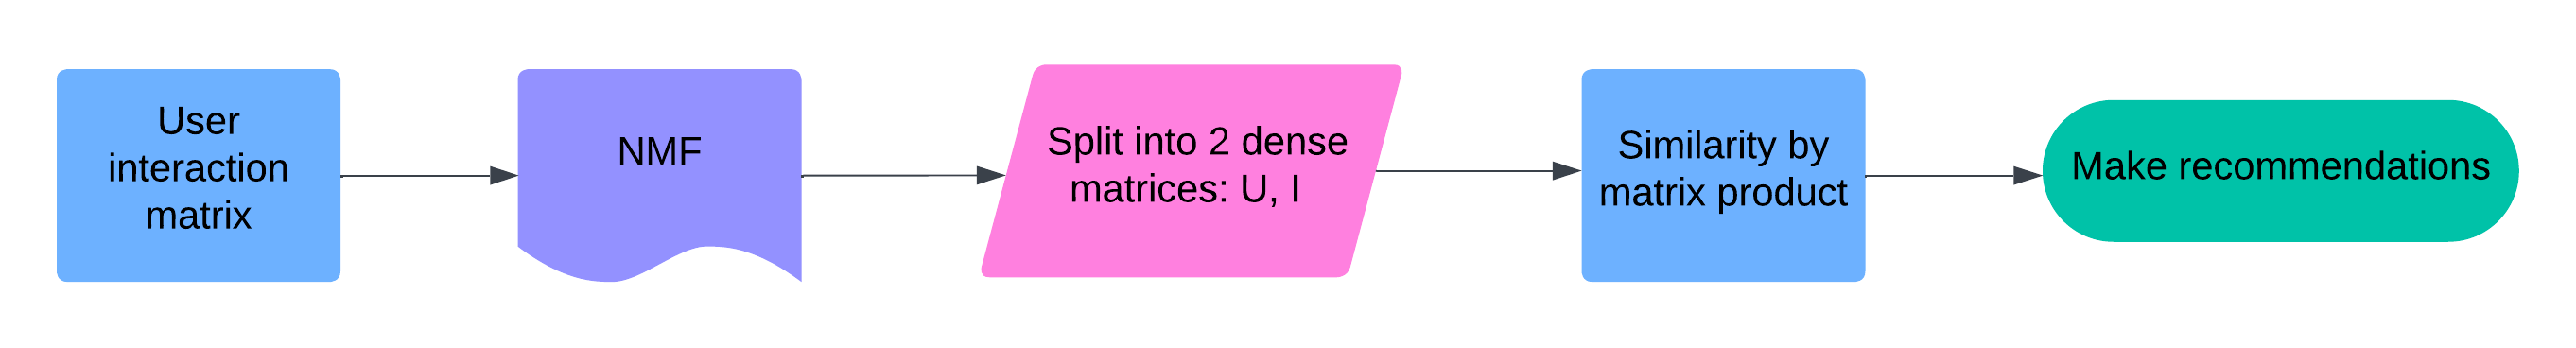 User
interaction
matrix
NMF
Split into 2 dense
matrices: U, I
Similarity by
matrix product
Make recommendations